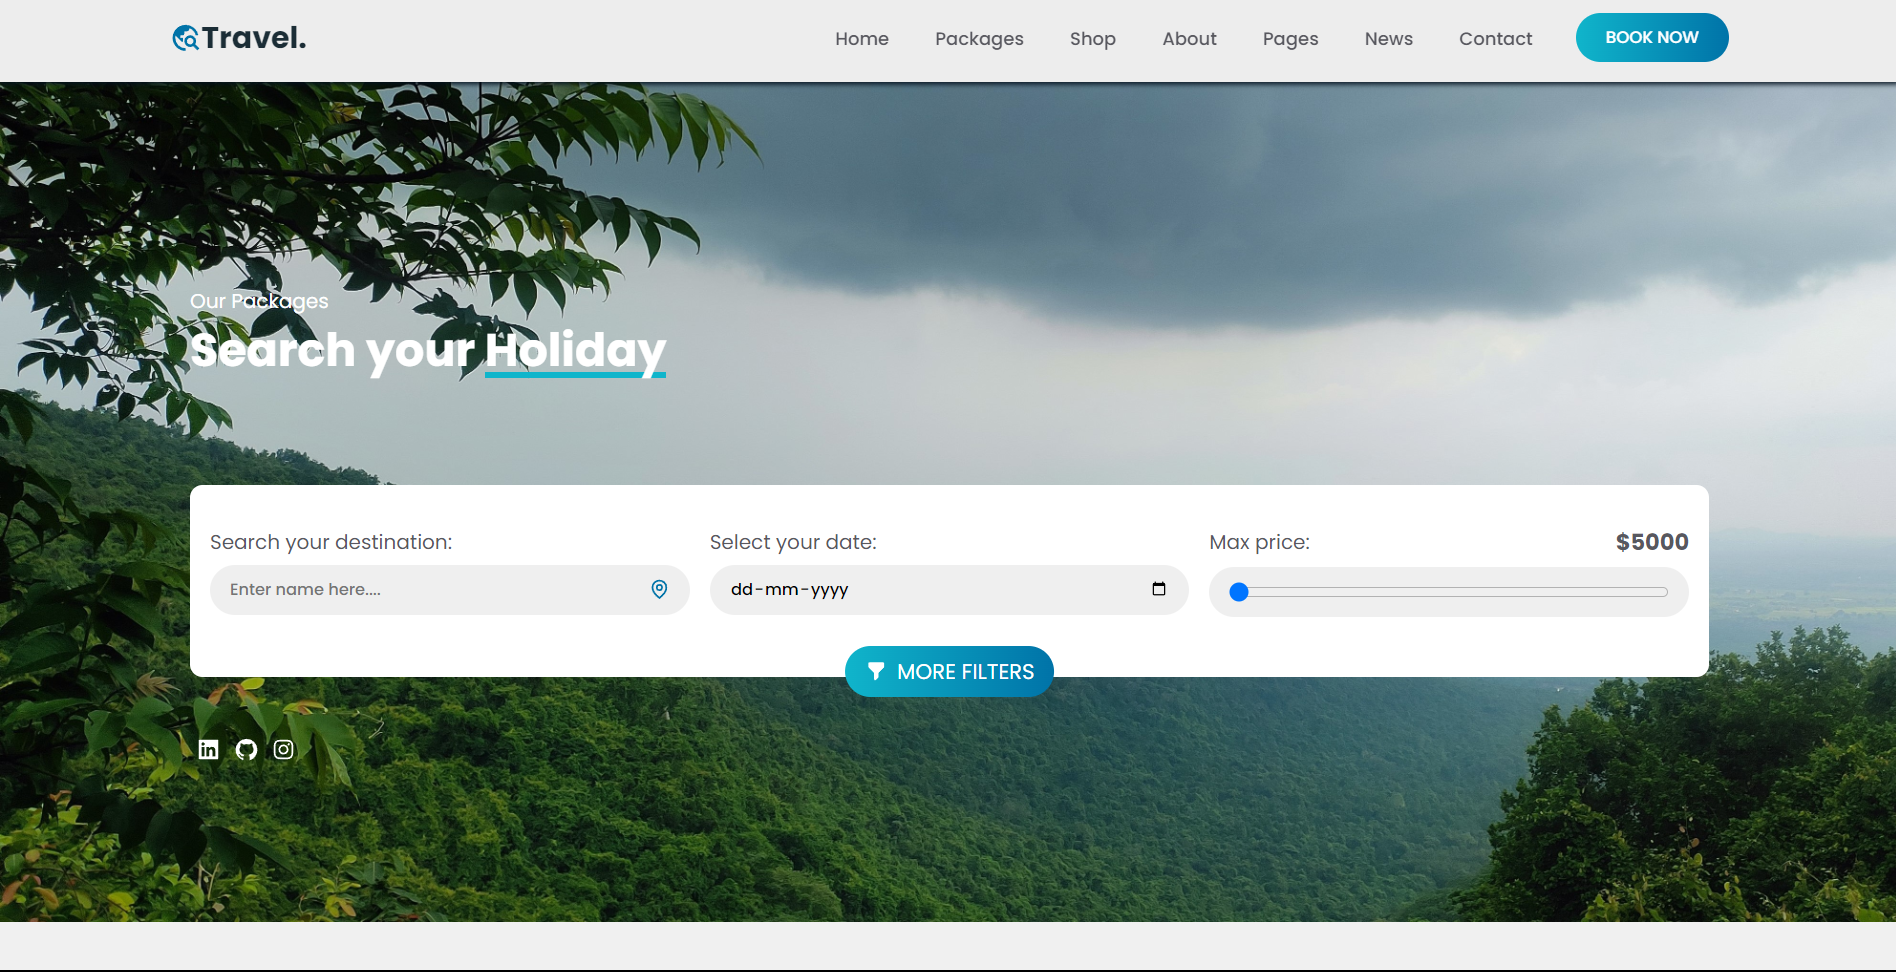 Travel.
Home Packages Shop About Pages News Contact BOOK NOW
Our Packages
Search your Holiday
Search your destination: Select your date: Max price: $5000
Enter name here.... dd-mm-yyyy
MORE FILTERS